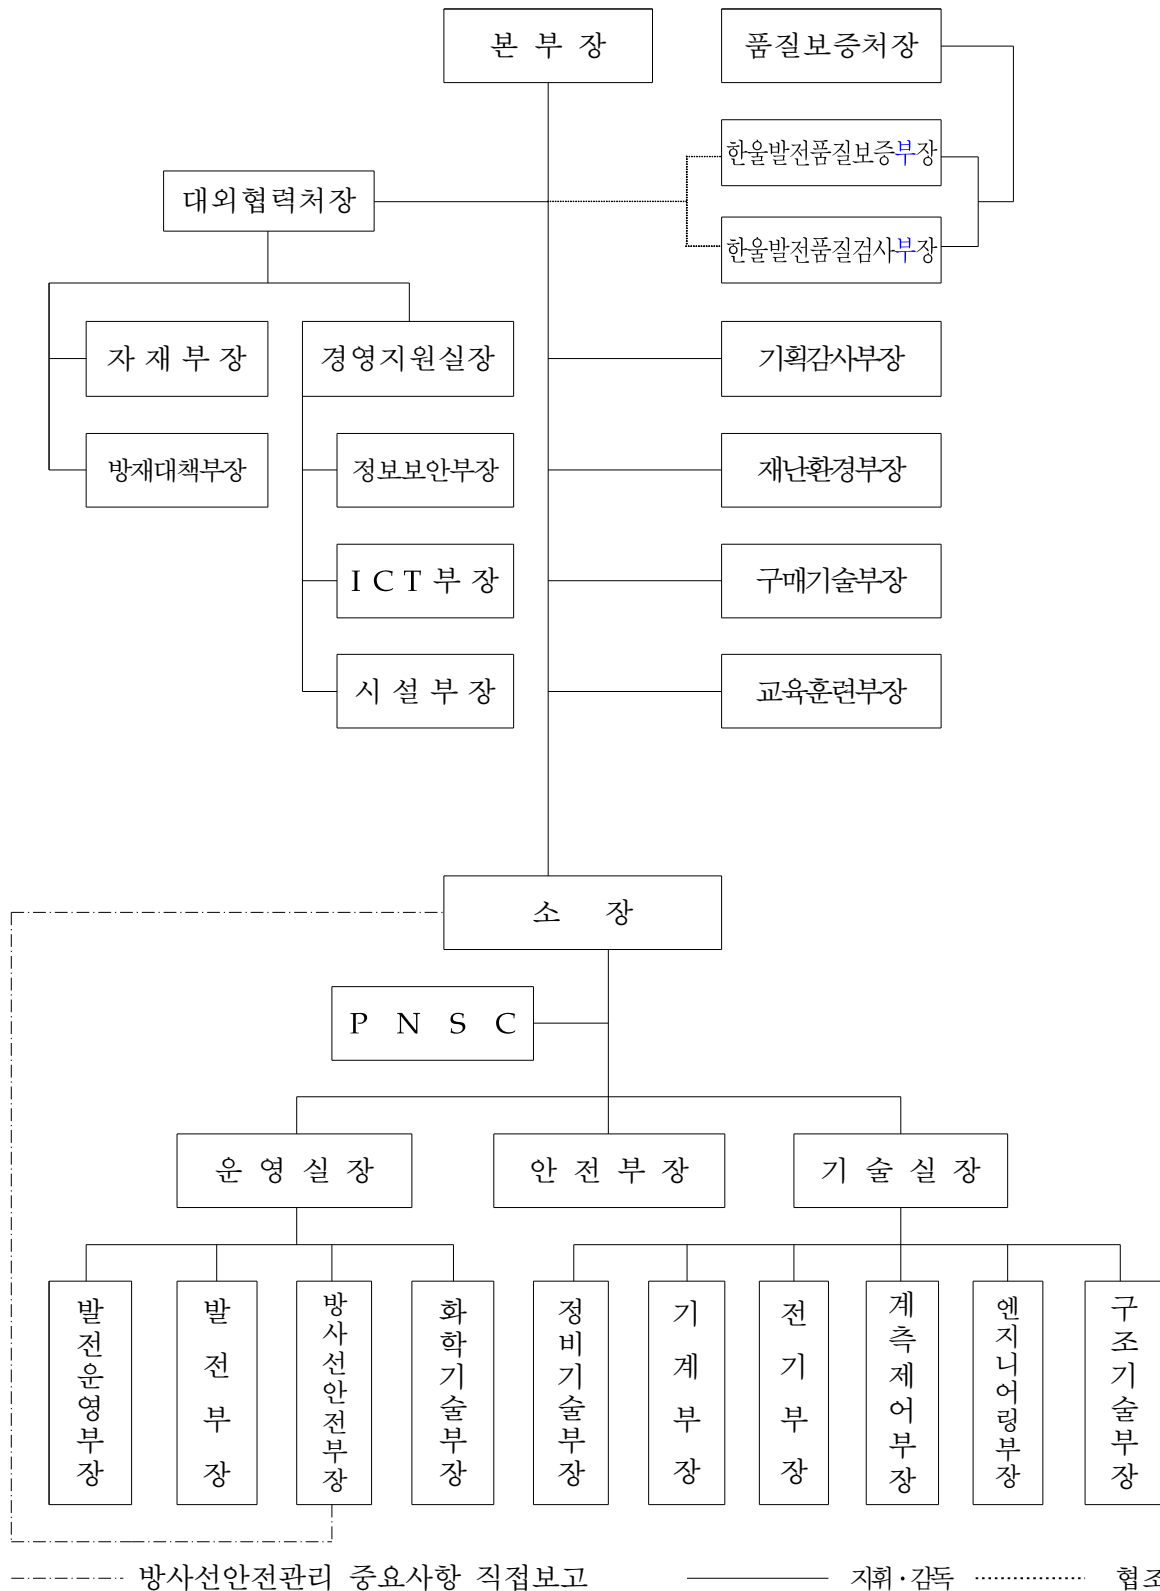 본 부 장
품질보증처장
한울발전품질보증부장
대외협력처장
한울발전품질검사부장
자 재 부 장
경영지원실장
기획감사부장
방재대책부장
정보보안부장
재난환경부장
I C T 부 장
구매기술부장
시 설 부 장
교육훈련부장
소 장
P N S C
운 영 실 장
안 전 부 장
기 술 실 장
발전운영부장
발전부장
방사선안전부장
화학기술부장
정비기술부장
기계부장
전기부장
계측제어부장
엔지니어링부장
구조기술부장
방사선안전관리 중요사항 직접보고
지휘·감독
협조